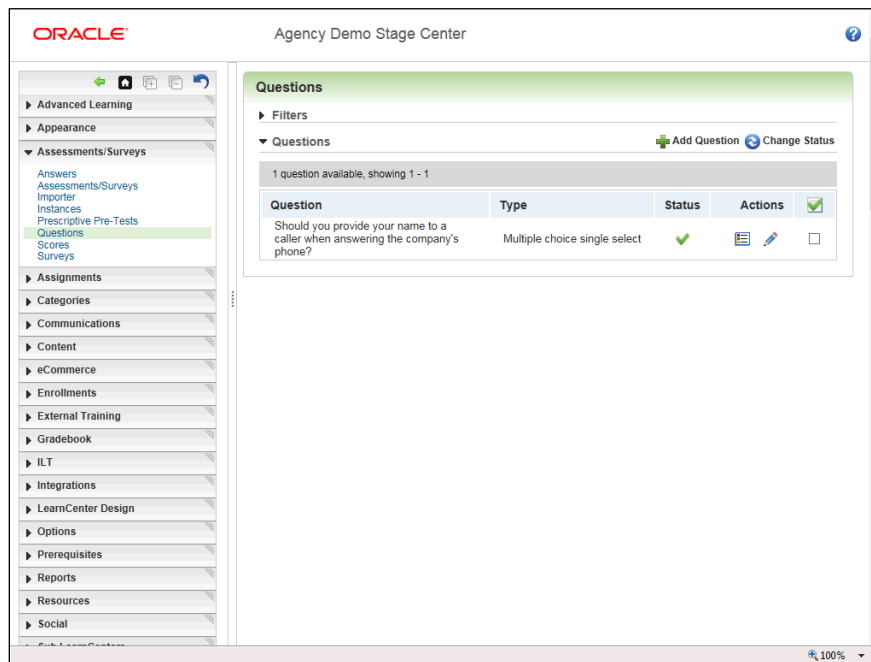 ORACLE
Agency Demo Stage Center
?
Advanced Learning
Appearance
Assessments/Surveys
Answers
Assessments/Surveys
Importer
Instances
Prescriptive Pre-Tests
Questions
Scores
Surveys
Assignments
Categories
Communications
Content
eCommerce
Enrollments
External Training
Gradebook
ILT
Integrations
LearnCenter Design
Options
Prerequisites
Reports
Resources
Social
Questions
Filters
Questions
Add Question Change Status
1 question available, showing 1 - 1
Question Type Status Actions
Should you provide your name to a
caller when answering the company's
phone?
Multiple choice single select
100%